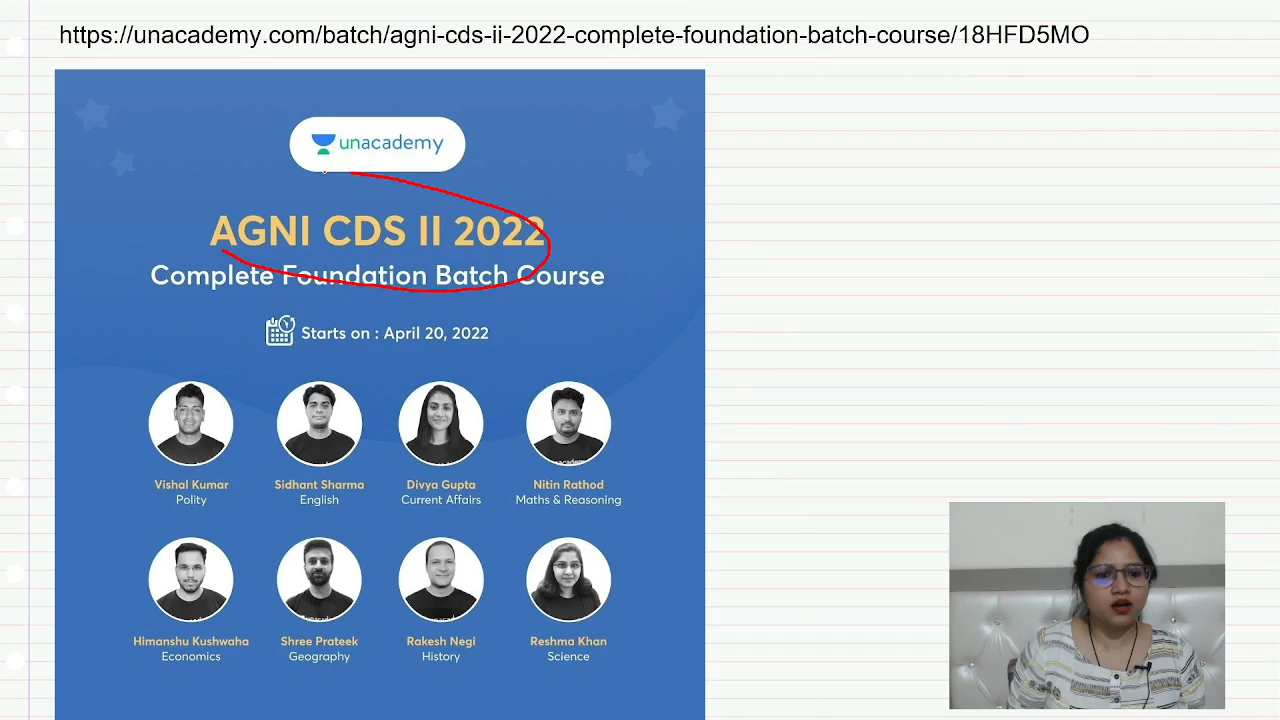 https://unacademy.com/batch/agni-cds-ii-2022-complete-foundation-batch-course/18HFD5MO
unacademy
AGNI CDS II 2022
Complete Foundation Batch Course
Starts on : April 20, 2022
Vishal Kumar
Polity
Sidhant Sharma
English
Divya Gupta
Current Affairs
Nitin Rathod
Maths & Reasoning
Himanshu Kushwaha
Economics
Shree Prateek
Geography
Rakesh Negi
History
Reshma Khan
Science